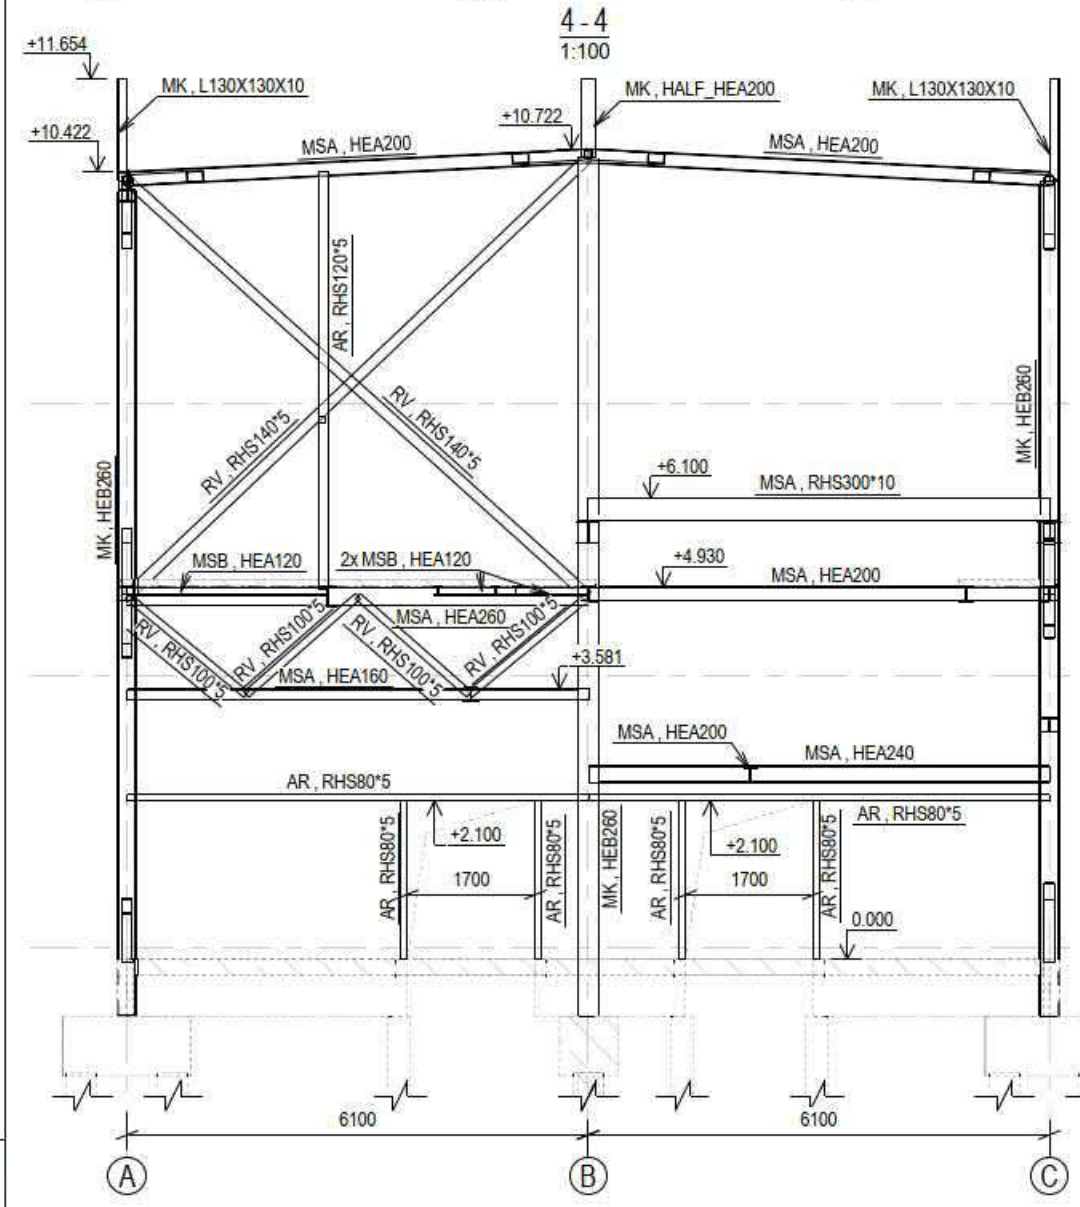 4 - 4
1:100
+11.654
MK , L130X130X10
MK , HALF_HEA200
MK , L130X130X10
+10.422
+10.722
MSA , HEA200
MSA , HEA200
AR , RHS120*5
RV , RHS140*5
RV , RHS140*5
MK , HEB260
MK , HEB260
+6.100
MSA , RHS300*10
MSB , HEA120
2x MSB , HEA120
+4.930
MSA , HEA200
MSA , HEA260
RV , RHS100*5
RV , RHS100*5
RV , RHS100*5
RV , RHS100*5
+3.581
MSA , HEA160
MSA , HEA200
MSA , HEA240
AR , RHS80*5
AR , RHS80*5
+2.100
+2.100
AR , RHS80*5
AR , RHS80*5
MK , HEB260
AR , RHS80*5
AR , RHS80*5
1700
1700
0.000
6100
6100
A
B
C